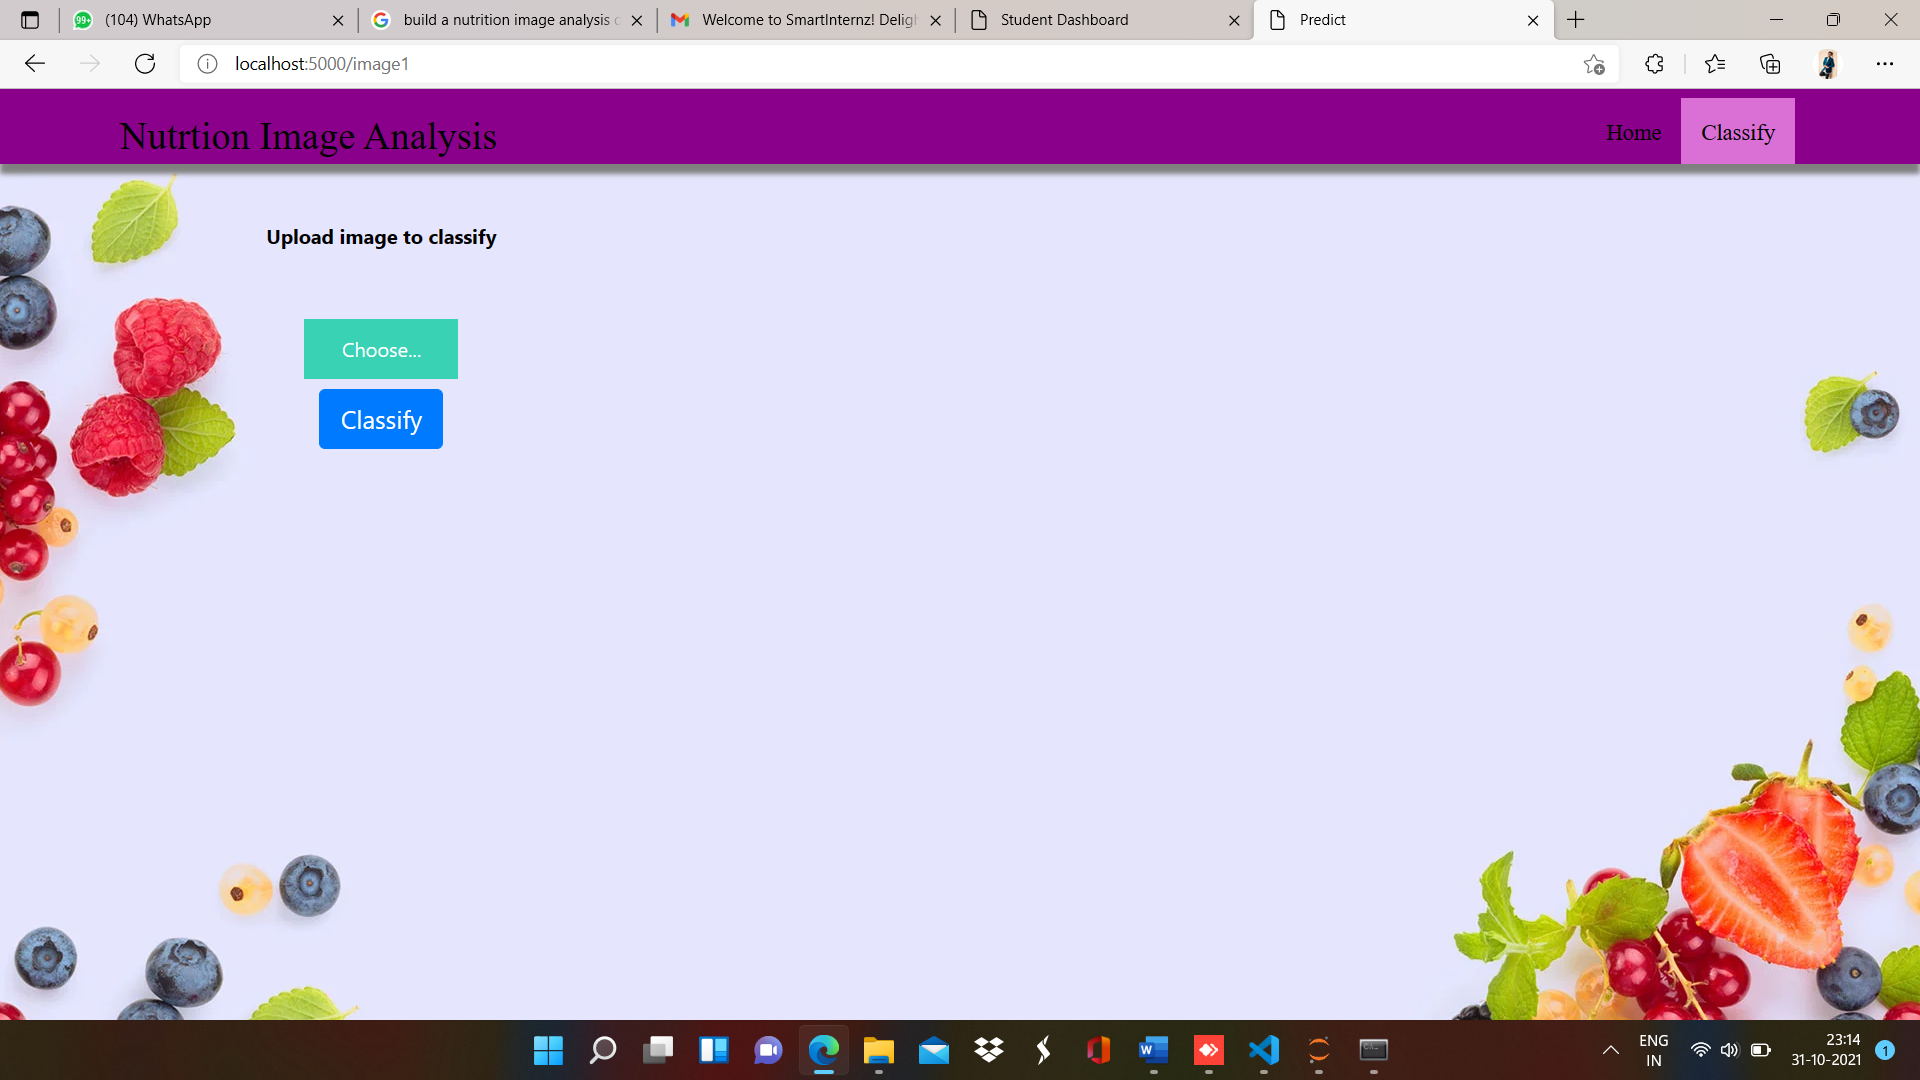 (104) WhatsApp
build a nutrition image analysis
Welcome to SmartInternz! Deligh
Student Dashboard
Predict
localhost:5000/image1
Nutrtion Image Analysis
Home
Classify
Upload image to classify
Choose...
Classify
ENG
IN
23:14
31-10-2021
1